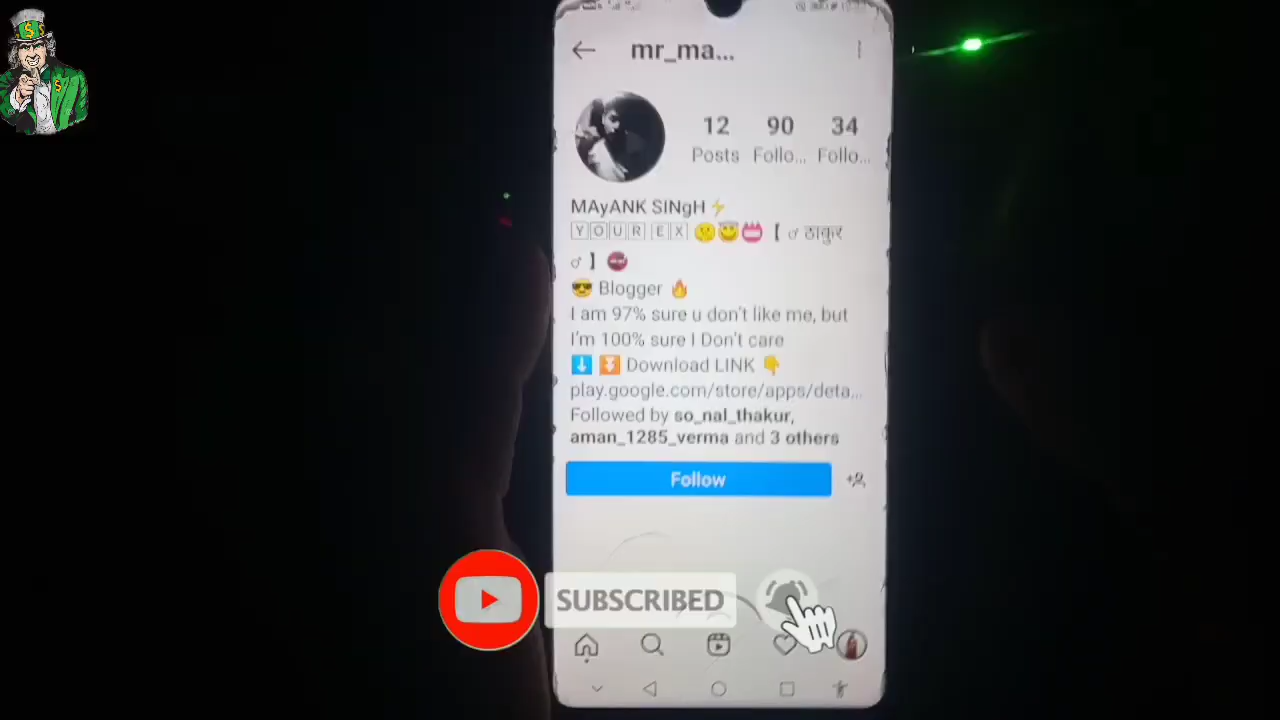 mr_ma...
12 90 34
Posts Follo... Follo...
MAyANK SINgH⚡
🅈🄾🅄🅁 🄴🅇 🤫😇📛 【 ♂ ठाकुर
♂ 】
😎 Blogger 🔥
I am 97% sure u don't like me, but
I'm 100% sure I Don't care
⬇️ ⏬ Download LINK 👇
play.google.com/store/apps/deta...
Followed by so_nal_thakur,
aman_1285_verma and 3 others
Follow
SUBSCRIBED